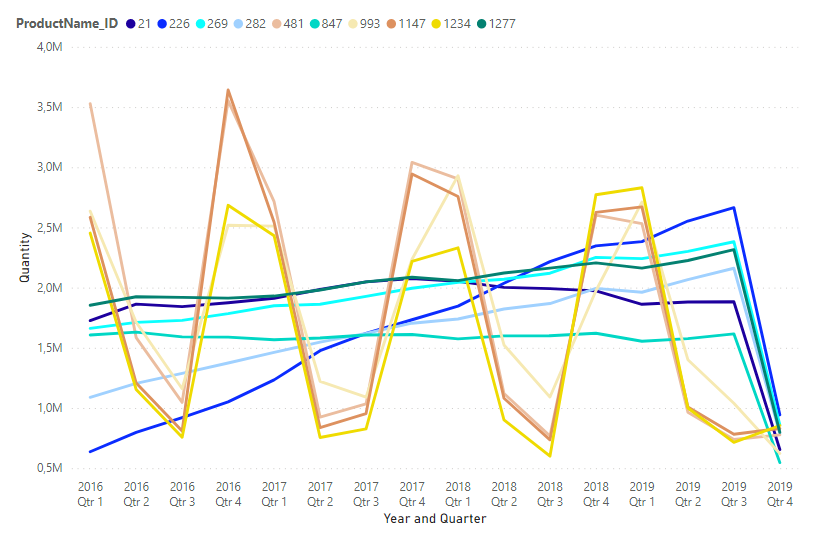 ProductName_ID 21 226 269 282 481 847 993 1147 1234 1277
4,0M
3,5M
3,0M
2,5M
2,0M
1,5M
1,0M
0,5M
Quantity
2016 2016 2016 2016 2017 2017 2017 2017 2018 2018 2018 2018 2019 2019 2019 2019
Qtr 1 Qtr 2 Qtr 3 Qtr 4 Qtr 1 Qtr 2 Qtr 3 Qtr 4 Qtr 1 Qtr 2 Qtr 3 Qtr 4 Qtr 1 Qtr 2 Qtr 3 Qtr 4
Year and Quarter